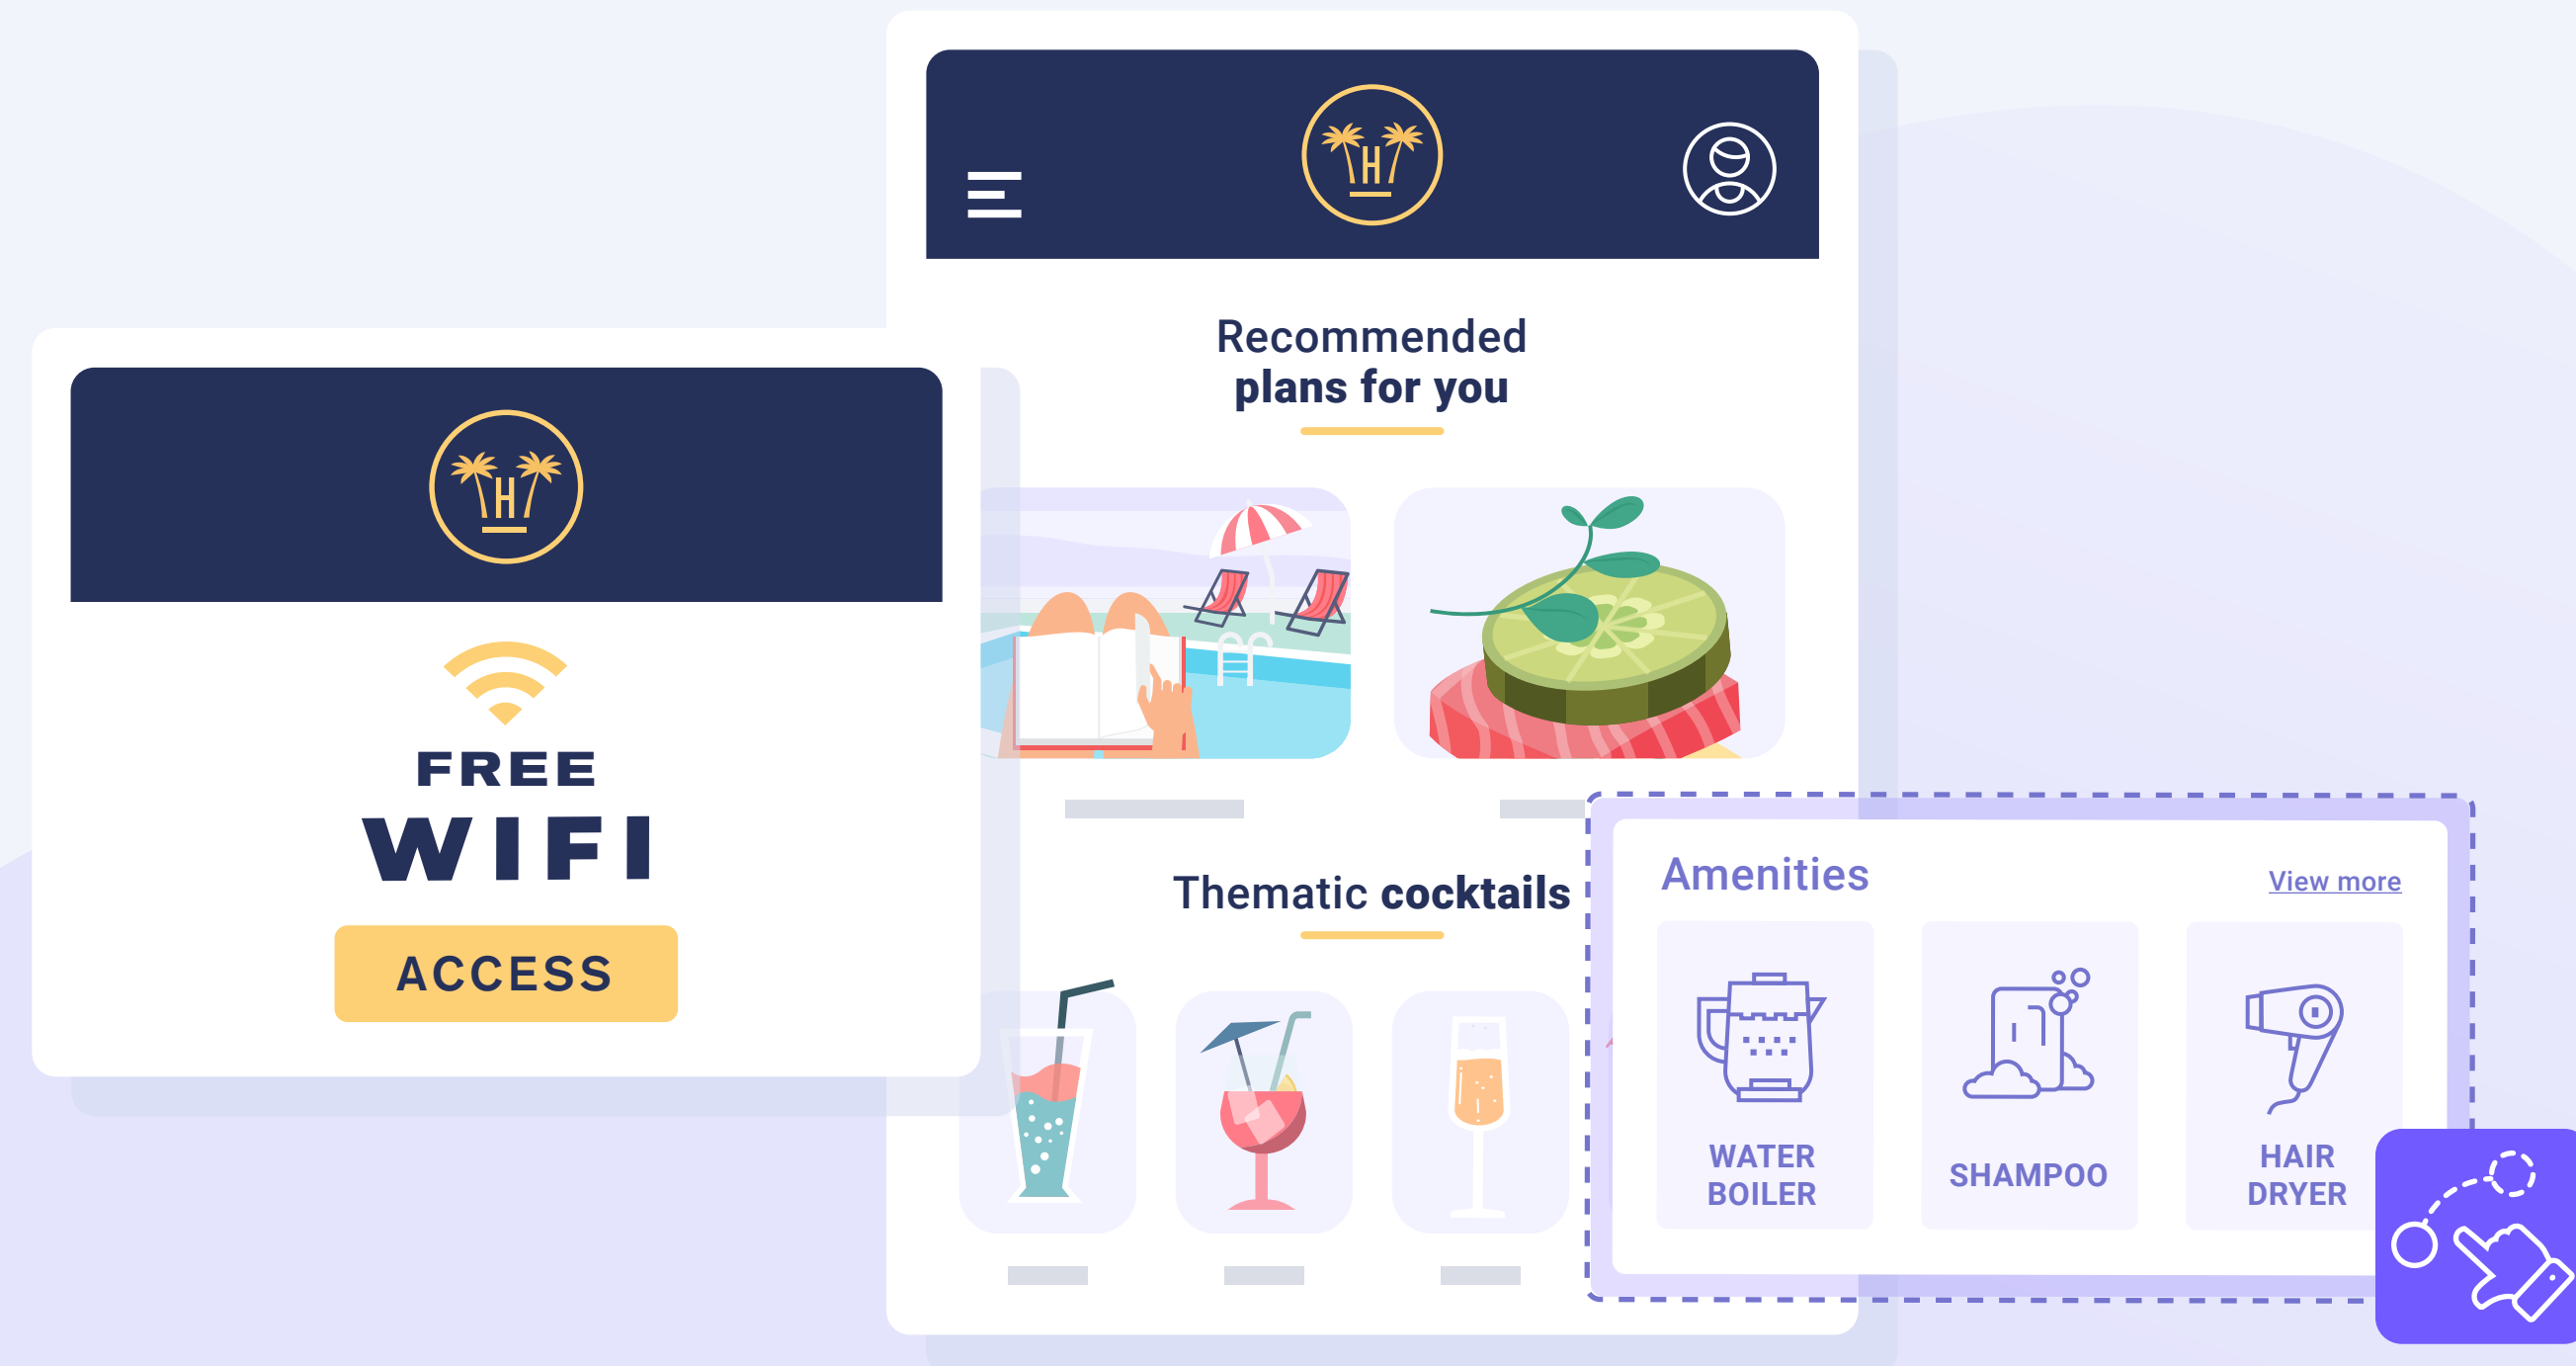 H
FREE
WIFI
ACCESS
H
Recommended
plans for you
Thematic cocktails
Amenities
View more
WATER
BOILER
SHAMPOO
HAIR
DRYER